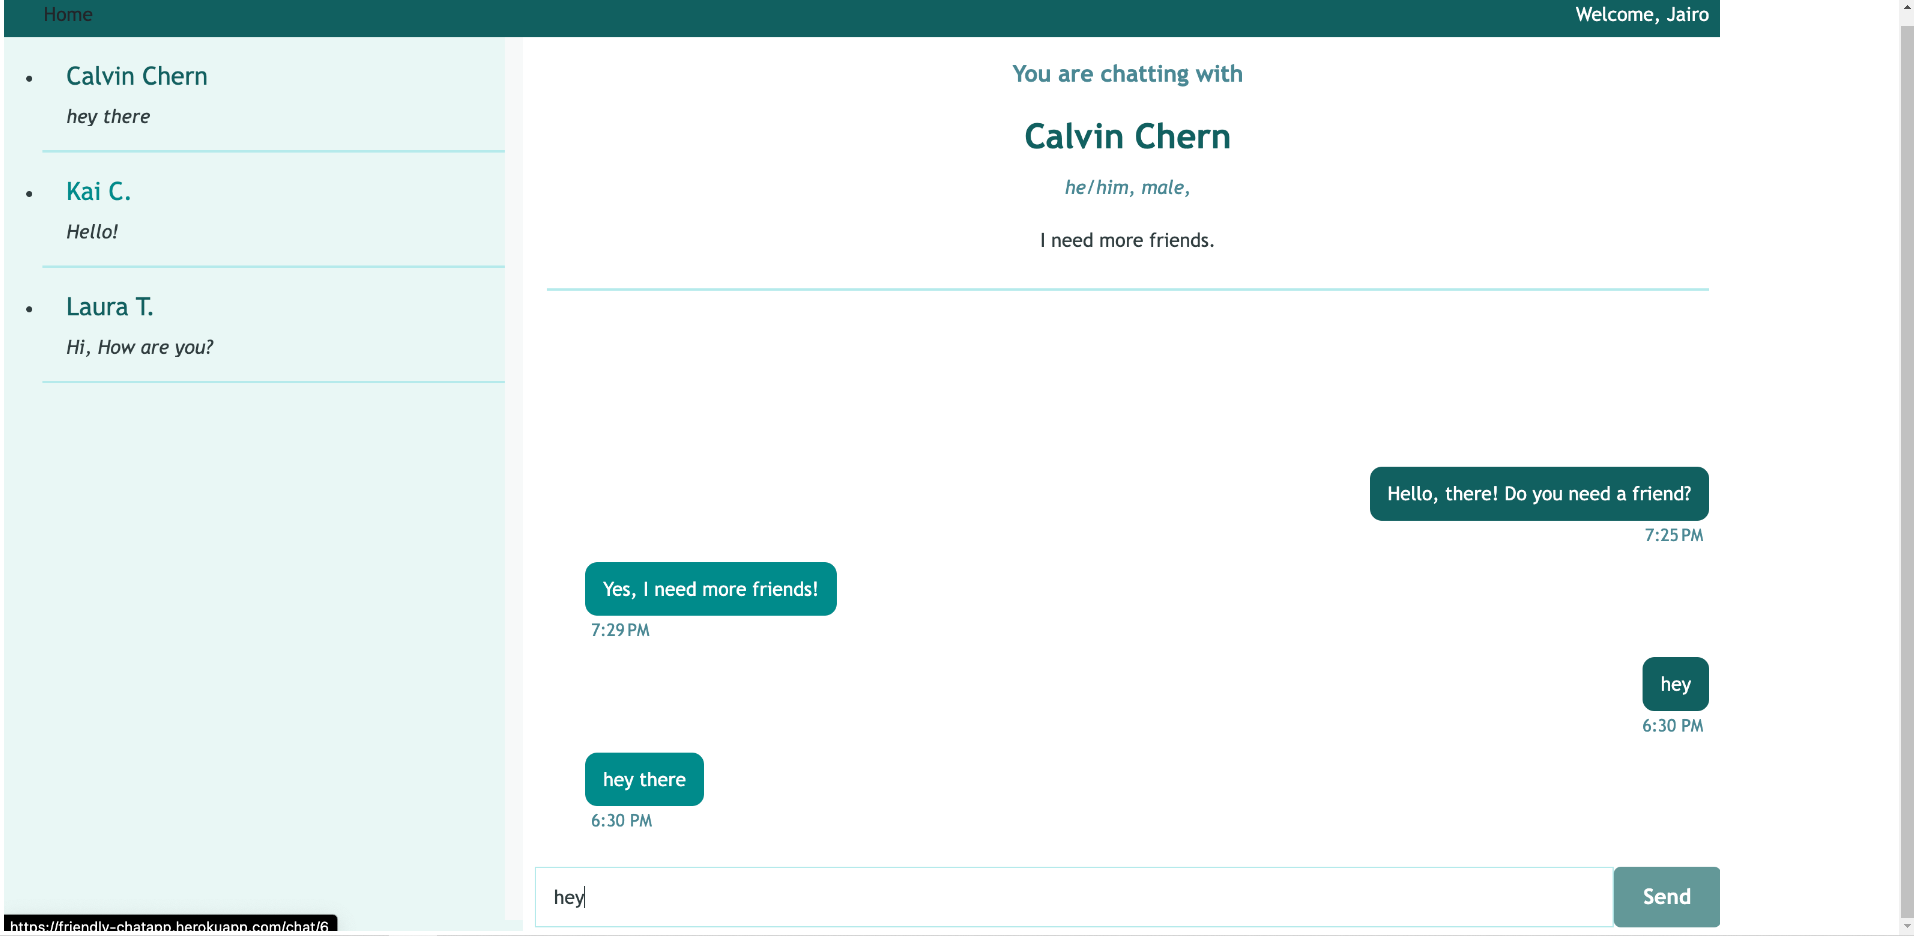 Home
Welcome, Jairo
Calvin Chern
hey there
Kai C.
Hello!
Laura T.
Hi, How are you?
You are chatting with
Calvin Chern
he/him, male,
I need more friends.
Hello, there! Do you need a friend?
7:25 PM
Yes, I need more friends!
7:29 PM
hey
6:30 PM
hey there
6:30 PM
hey
Send
https://friendly-chatapp.herokuapp.com/chat/6